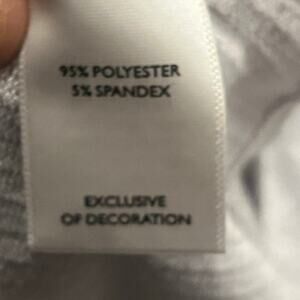 95% POLYESTER
5% SPANDEX
EXCLUSIVE
OF DECORATION